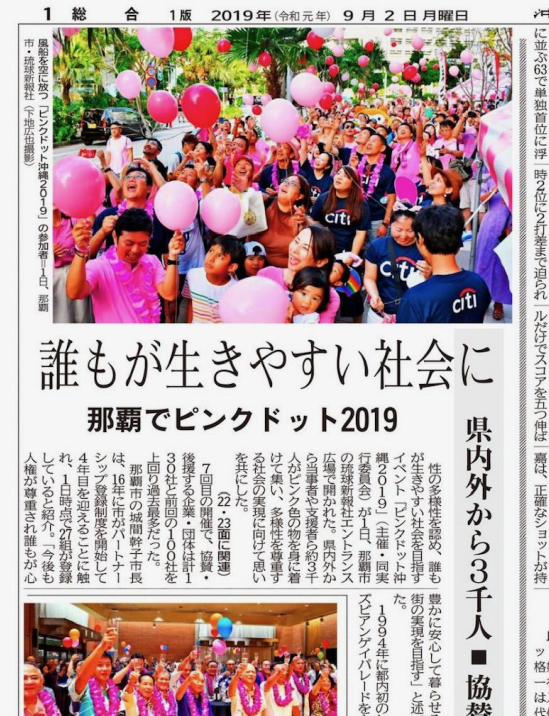 1 総 合 1版 2019年(令和元年) 9月2日月曜日
風船を空に放つ「ピンクドット沖縄2019」の参加者=1日、那覇
市・琉球新報社(下地広也撮影)
citi
citi
citi
誰もが生きやすい社会に
那覇でピンクドット2019
県内外から3千人■協賛
性の多様性を認め、誰も
が生きやすい社会を目指す
イベント「ピンクドット沖
縄2019」(主催・同実
行委員会)が1日、那覇市
の琉球新報社エントランス
広場で開かれた。県内外か
ら当事者や支援者ら約3千
人がピンク色の物を身に着
けて集い、多様性を尊重す
る社会の実現に向けて思い
を共にした。
(22・23面に関連)
7回目の開催で、協賛・
後援する企業・団体は計1
30社と前回の100社を
上回り過去最多だった。
那覇市の城間幹子市長
は、16年に市がパートナー
シップ登録制度を開始して
4年目を迎えることに触
れ、1日時点で27組が登録
していると紹介。「今後も
人権が尊重され誰もが心
豊かに安心して暮らせ
街の実現を目指す」と述
た。
1994年に都内初の
ズビアンゲイパレードを
に並ぶ63で単独首位に浮
時2位に2打差まで迫られ
ルだけでスコアを五つ伸ば
嘉は、正確なショットが持